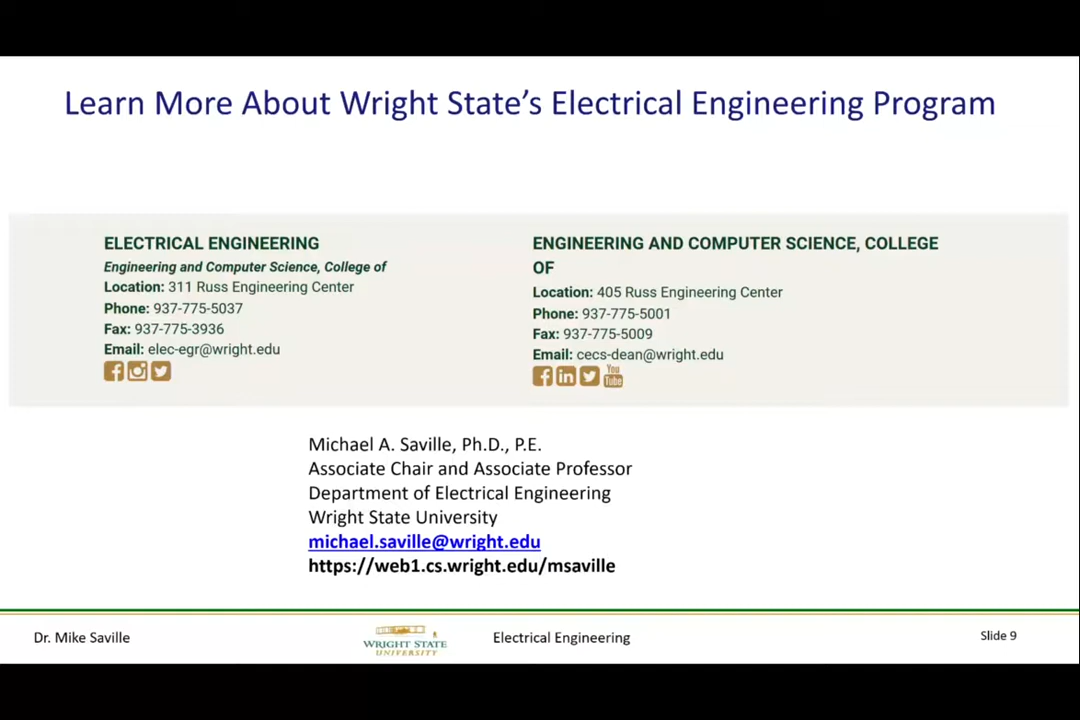 Learn More About Wright State's Electrical Engineering Program
ELECTRICAL ENGINEERING
Engineering and Computer Science, College of
Location: 311 Russ Engineering Center
Phone: 937-775-5037
Fax: 937-775-3936
Email: elec-egr@wright.edu
ENGINEERING AND COMPUTER SCIENCE, COLLEGE
OF
Location: 405 Russ Engineering Center
Phone: 937-775-5001
Fax: 937-775-5009
Email: cecs-dean@wright.edu
You
Tube
Michael A. Saville, Ph.D., P.E.
Associate Chair and Associate Professor
Department of Electrical Engineering
Wright State University
michael.saville@wright.edu
https://web1.cs.wright.edu/msaville
Dr. Mike Saville
WRIGHT STATE
UNIVERSITY
Electrical Engineering
Slide 9